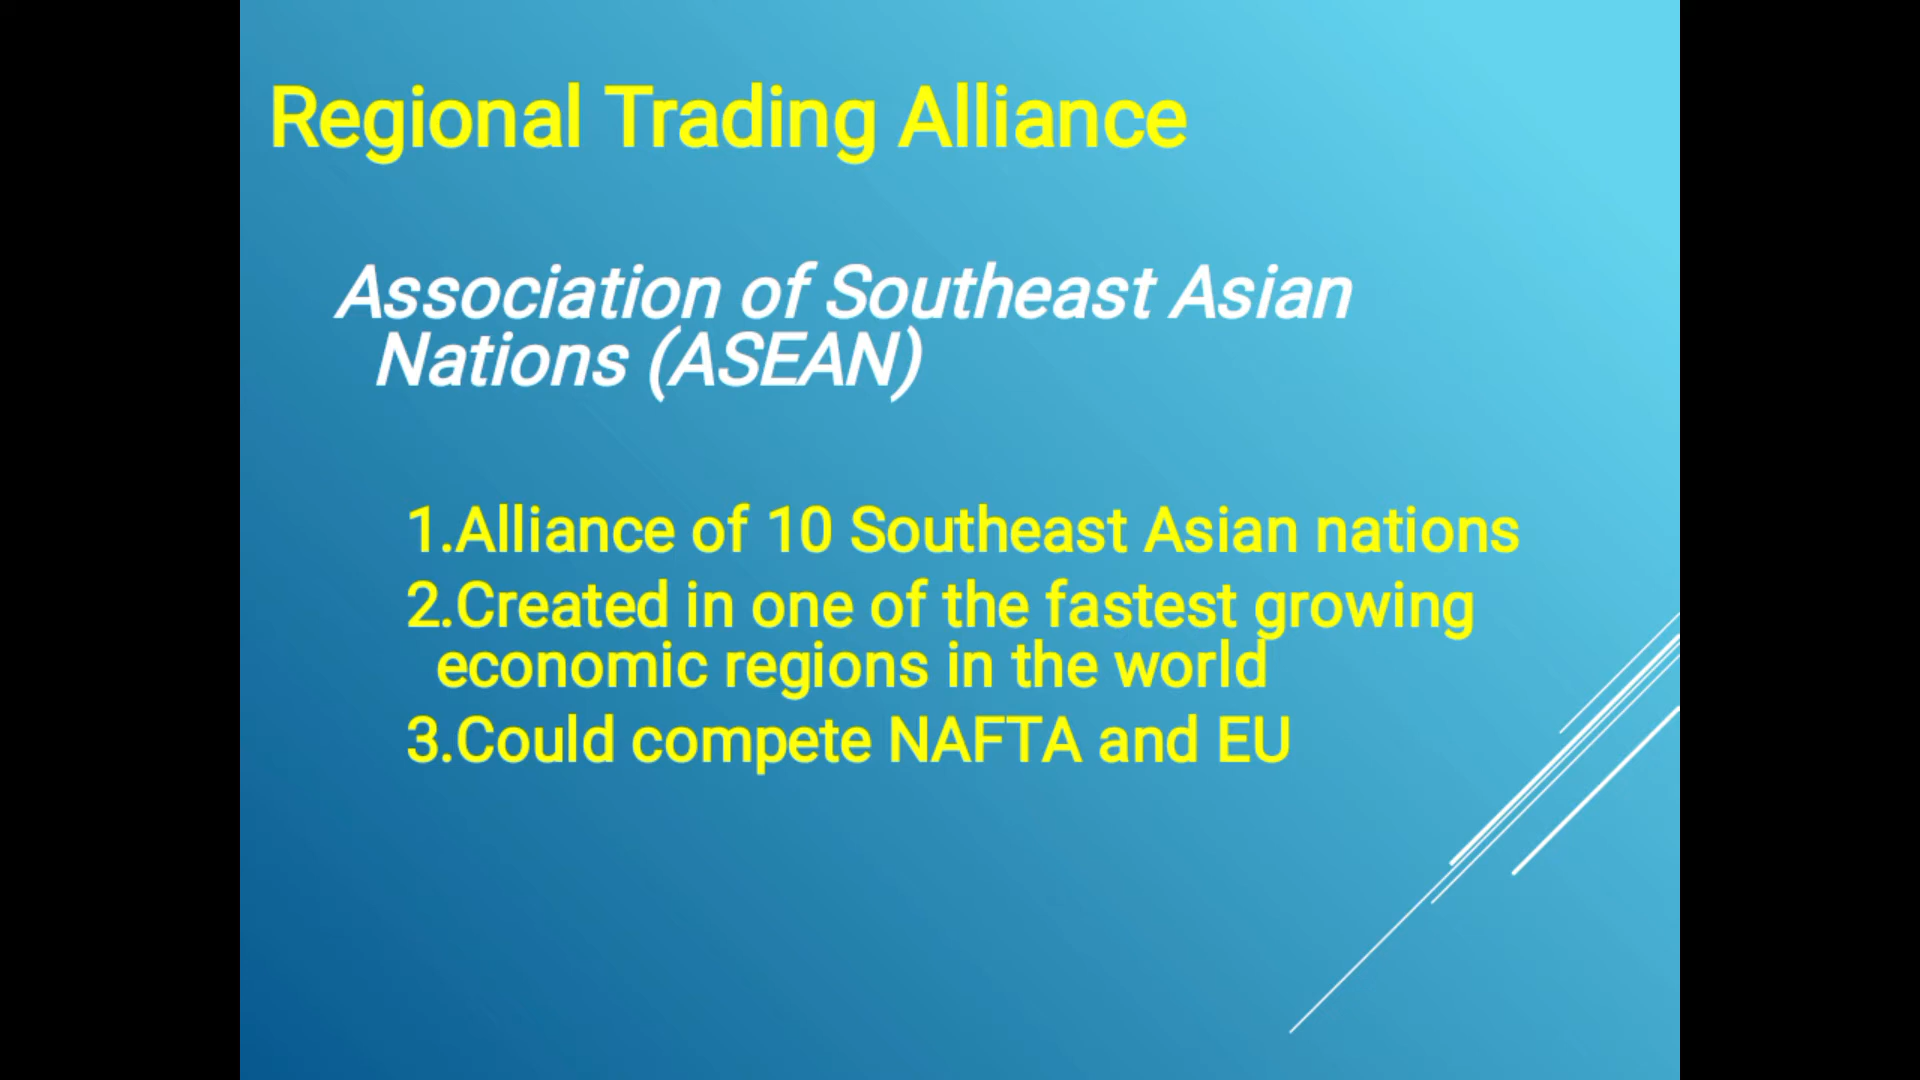 Regional Trading Alliance
Association of Southeast Asian
Nations (ASEAN)
1.Alliance of 10 Southeast Asian nations
2.Created in one of the fastest growing
economic regions in the world
3.Could compete NAFTA and EU